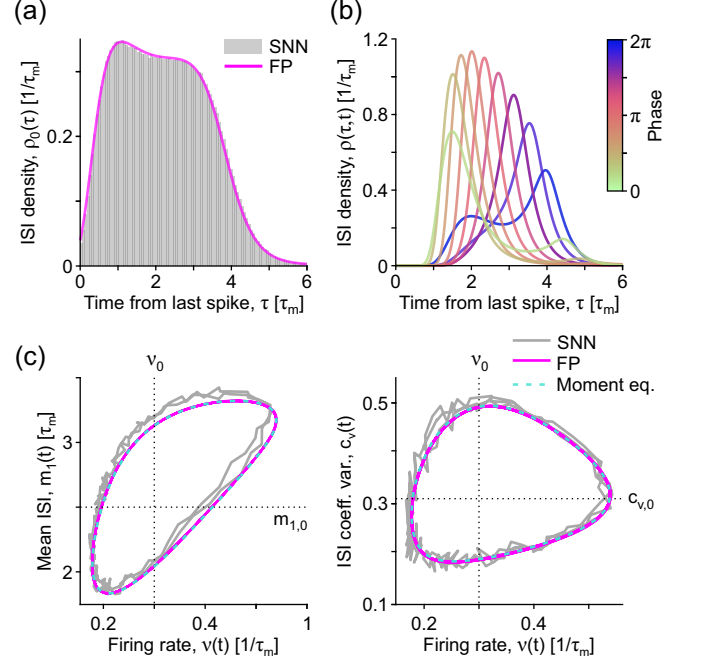 (a)
SNN
FP
ISI density, ρ₀(τ) [1/τₘ]
0.2
0
0 2 4 6
Time from last spike, τ [τₘ]
(b)
ISI density, ρ(τ,t) [1/τₘ]
1.2
0.8
0.4
0
0 2 4 6
Time from last spike, τ [τₘ]
2π
π
0
Phase
(c)
ν₀
Mean ISI, m₁(t) [τₘ]
3
2
m₁,₀
0.2 0.4 1
Firing rate, ν(t) [1/τₘ]
SNN
FP
Moment eq.
ν₀
ISI coeff. var., cᵥ(t)
0.5
0.3
0.1
cᵥ,₀
0.2 0.4 1
Firing rate, ν(t) [1/τₘ]